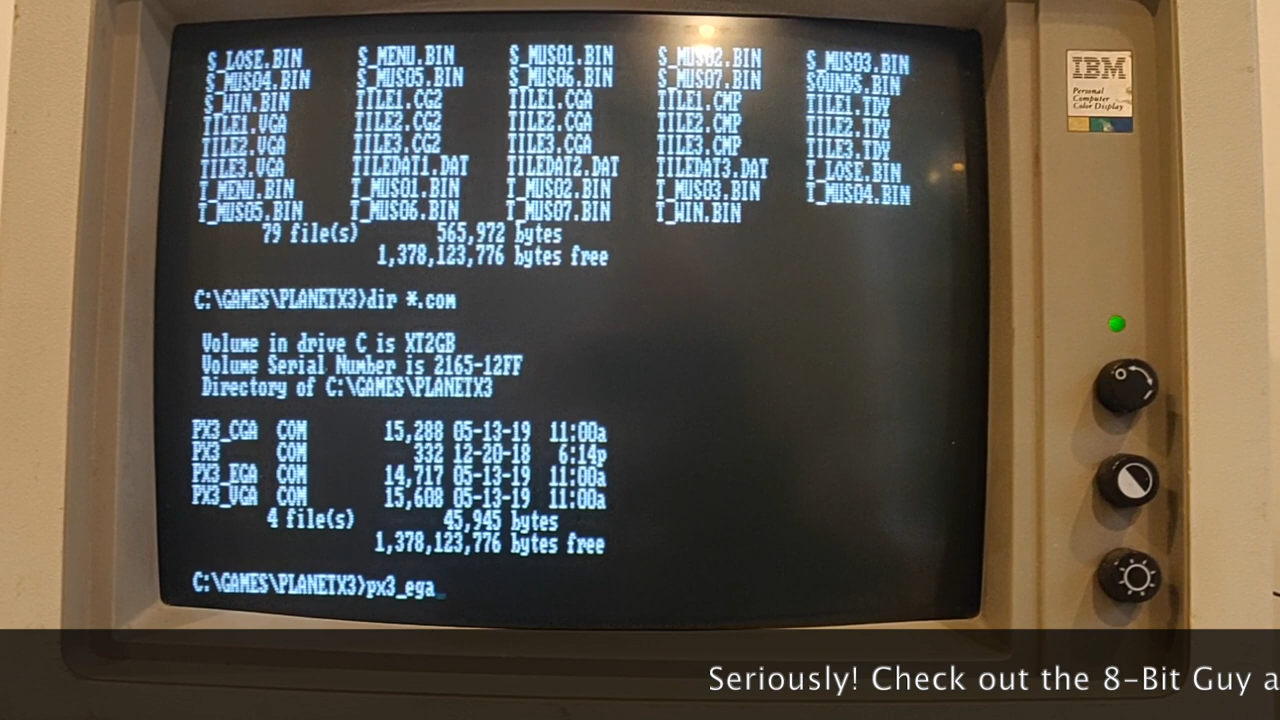 S_LOSE.BIN S_MENU.BIN S_MUS01.BIN S_MUS02.BIN S_MUS03.BIN
S_MUS04.BIN S_MUS05.BIN S_MUS06.BIN S_MUS07.BIN SOUNDS.BIN
S_WIN.BIN TILE1.CG2 TILE1.CGA TILE1.CMP TILE1.TDY
TILE1.VGA TILE2.CG2 TILE2.CGA TILE2.CMP TILE2.TDY
TILE2.VGA TILE3.CG2 TILE3.CGA TILE3.CMP TILE3.TDY
TILE3.VGA TILEDAT1.DAT TILEDAT2.DAT TILEDAT3.DAT T_LOSE.BIN
T_MENU.BIN T_MUS01.BIN T_MUS02.BIN T_MUS03.BIN T_MUS04.BIN
T_MUS05.BIN T_MUS06.BIN T_MUS07.BIN T_WIN.BIN
79 file(s) 565,972 bytes
1,378,123,776 bytes free
C:\GAMES\PLANETX3>dir *.com
Volume in drive C is XT2GB
Volume Serial Number is 2165-12FF
Directory of C:\GAMES\PLANETX3
PX3_CGA COM 15,288 05-13-19 11:00a
PX3 COM 332 12-20-18 6:14p
PX3_EGA COM 14,717 05-13-19 11:00a
PX3_VGA COM 15,608 05-13-19 11:00a
4 file(s) 45,945 bytes
1,378,123,776 bytes free
C:\GAMES\PLANETX3>px3_ega_
IBM
Personal
Computer
Color Display
Seriously! Check out the 8-Bit Guy a